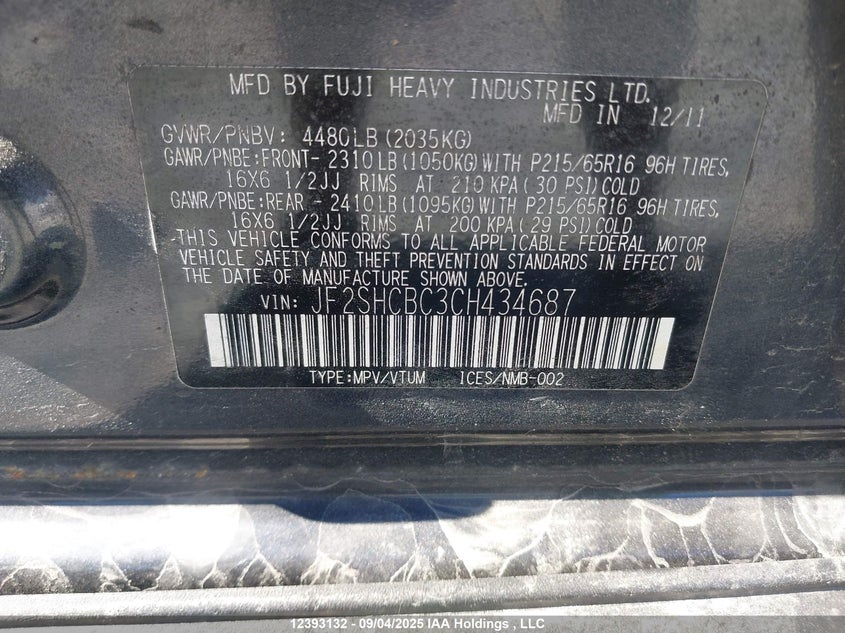 MFD BY FUJI HEAVY INDUSTRIES LTD.
MFD IN 12/11
GVWR/PNBV: 4480LB(2035KG)
GAWR/PNBE:FRONT- 2310LB(1050KG)WITH P215/65R16 96H TIRES,
16X6 1/2JJ RIMS AT 210 KPA( 30 PSI)COLD
GAWR/PNBE:REAR - 2410LB(1095KG)WITH P215/65R16 96H TIRES,
16X6 1/2JJ RIMS AT 200 KPA( 29 PSI)COLD
THIS VEHICLE CONFORMS TO ALL APPLICABLE FEDERAL MOTOR
VEHICLE SAFETY AND THEFT PREVENTION STANDARDS IN EFFECT ON
THE DATE OF MANUFACTURE SHOWN ABOVE.
VIN: JF2SHCBC3CH434687
TYPE:MPV/VTUM ICES/NMB-002
12393132 - 09/04/2025 IAA Holdings , LLC